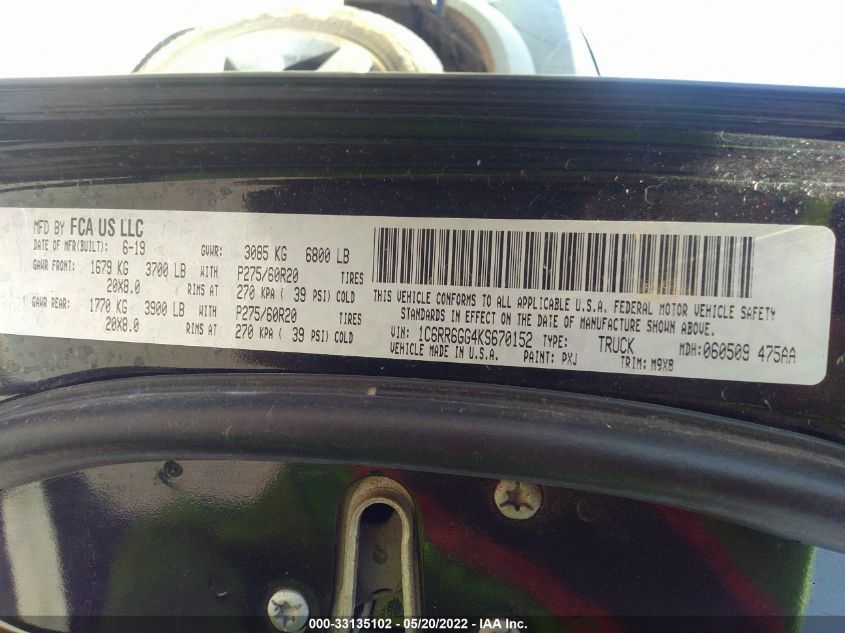 MFD BY FCA US LLC
DATE OF MFR(BUILT): 6-19 GVWR: 3085 KG 6800 LB
GAWR FRONT: 1679 KG 3700 LB WITH P275/60R20 TIRES
20X8.0 RIMS AT 270 KPA ( 39 PSI) COLD
GAWR REAR: 1770 KG 3900 LB WITH P275/60R20 TIRES
20X8.0 RIMS AT 270 KPA ( 39 PSI) COLD
THIS VEHICLE CONFORMS TO ALL APPLICABLE U.S.A. FEDERAL MOTOR VEHICLE SAFETY
STANDARDS IN EFFECT ON THE DATE OF MANUFACTURE SHOWN ABOVE.
VIN: 1C6RR6GG4KS670152 TYPE: TRUCK MDH:060509 475AA
VEHICLE MADE IN U.S.A. PAINT: PXJ TRIM: M9X8
000-33135102 - 05/20/2022 - IAA Inc.